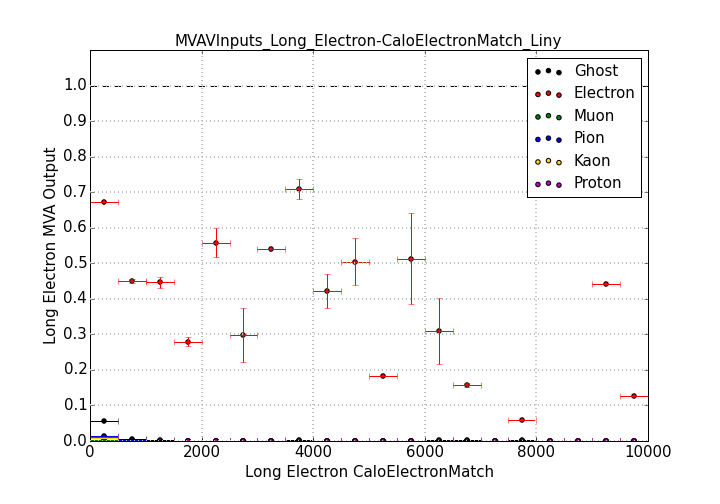 MVAVInputs_Long_Electron-CaloElectronMatch_Liny
Ghost
Electron
Muon
Pion
Kaon
Proton
1.0
0.9
0.8
0.7
0.6
0.5
0.4
0.3
0.2
0.1
0.0
Long Electron MVA Output
0 2000 4000 6000 8000 10000
Long Electron CaloElectronMatch